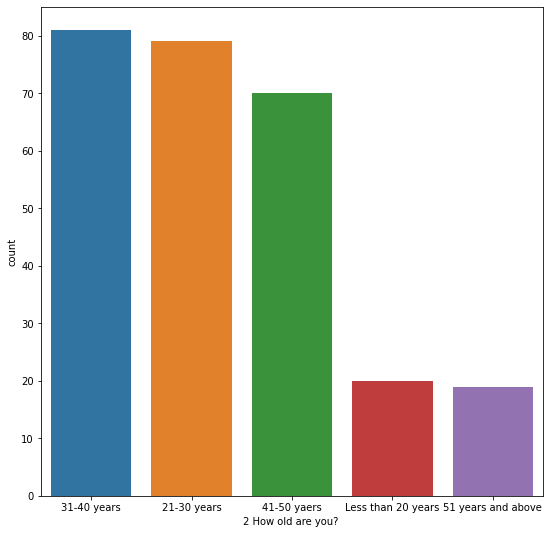 80
70
60
50
40
30
20
10
0
count
31-40 years
21-30 years
41-50 yaers
Less than 20 years
51 years and above
2 How old are you?